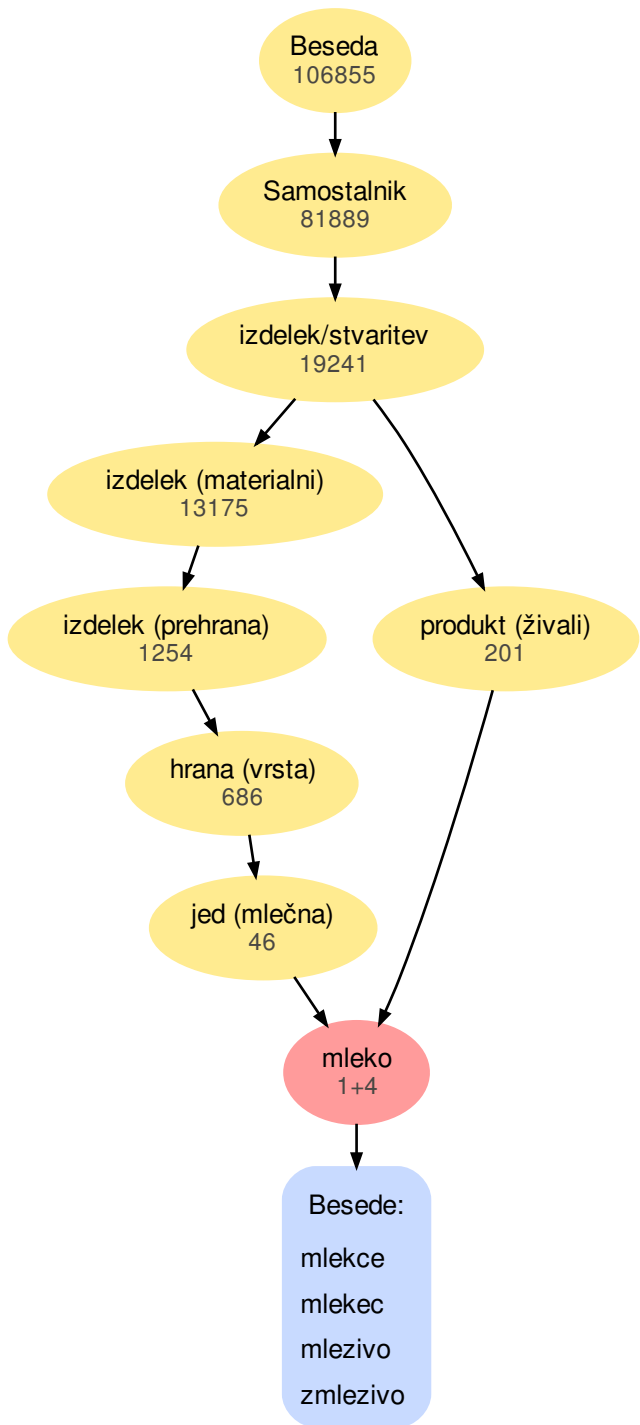 Beseda
106855
Samostalnik
81889
izdelek/stvaritev
19241
izdelek (materialni)
13175
izdelek (prehrana)
1254
produkt (živali)
201
hrana (vrsta)
686
jed (mlečna)
46
mleko
1+4
Besede:
mlekce
mlekec
mlezivo
zmlezivo